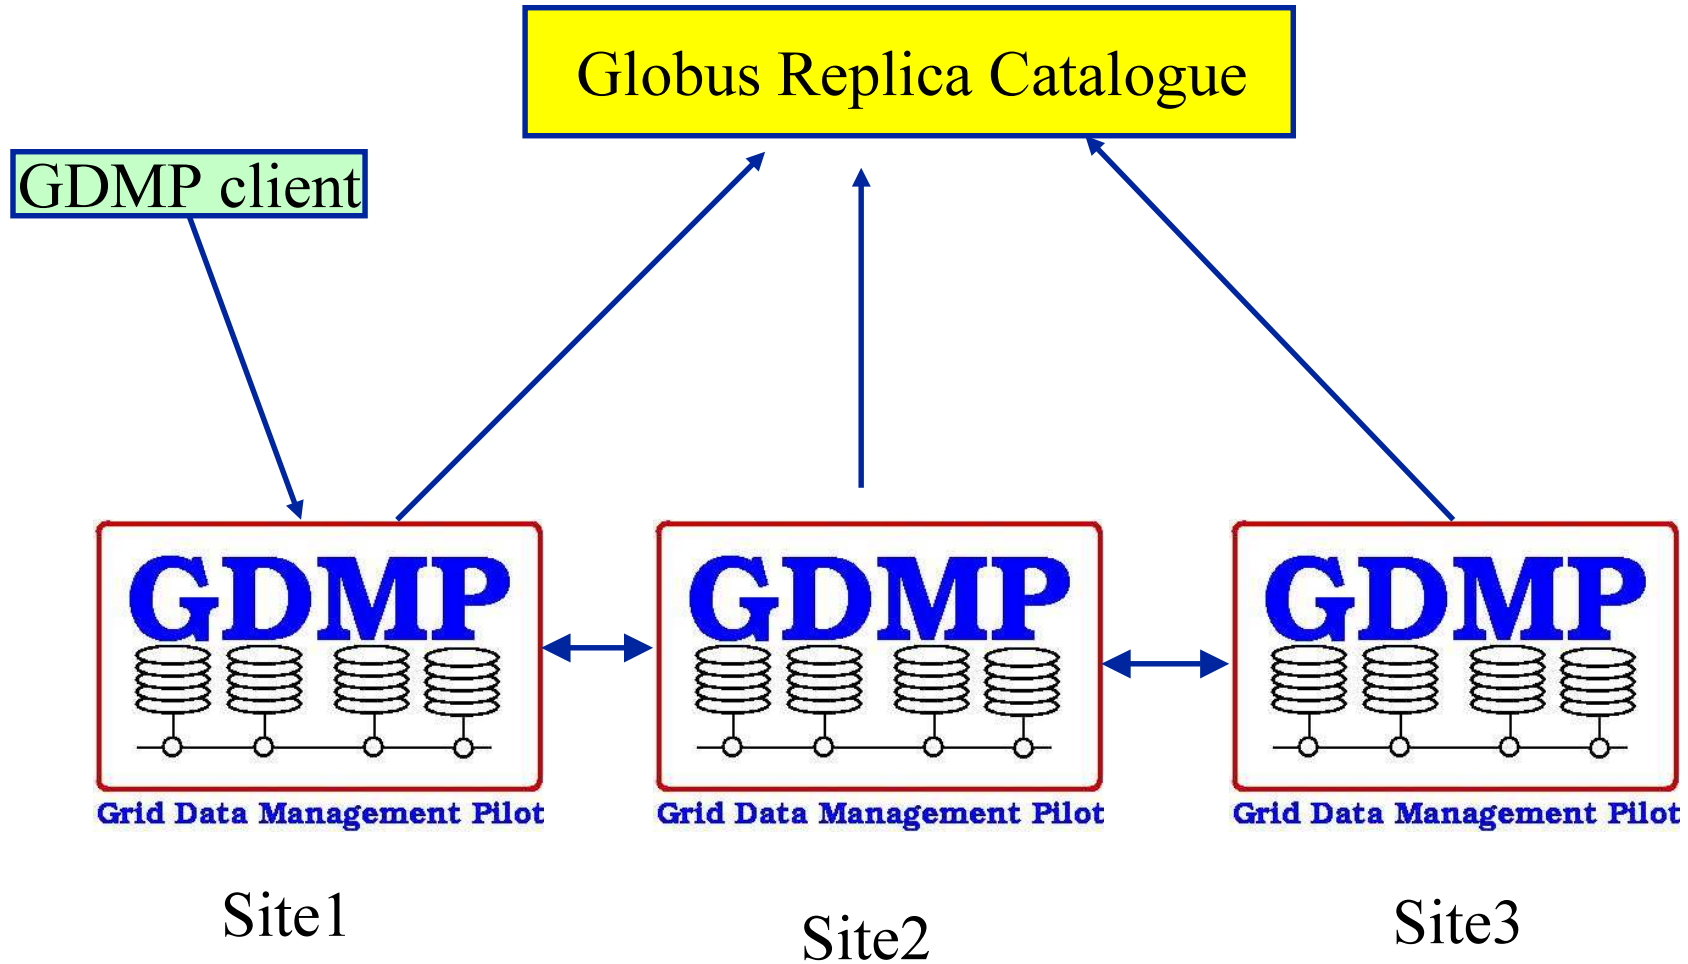 Globus Replica Catalogue
GDMP client
GDMP
Grid Data Management Pilot
Site1
GDMP
Grid Data Management Pilot
Site2
GDMP
Grid Data Management Pilot
Site3